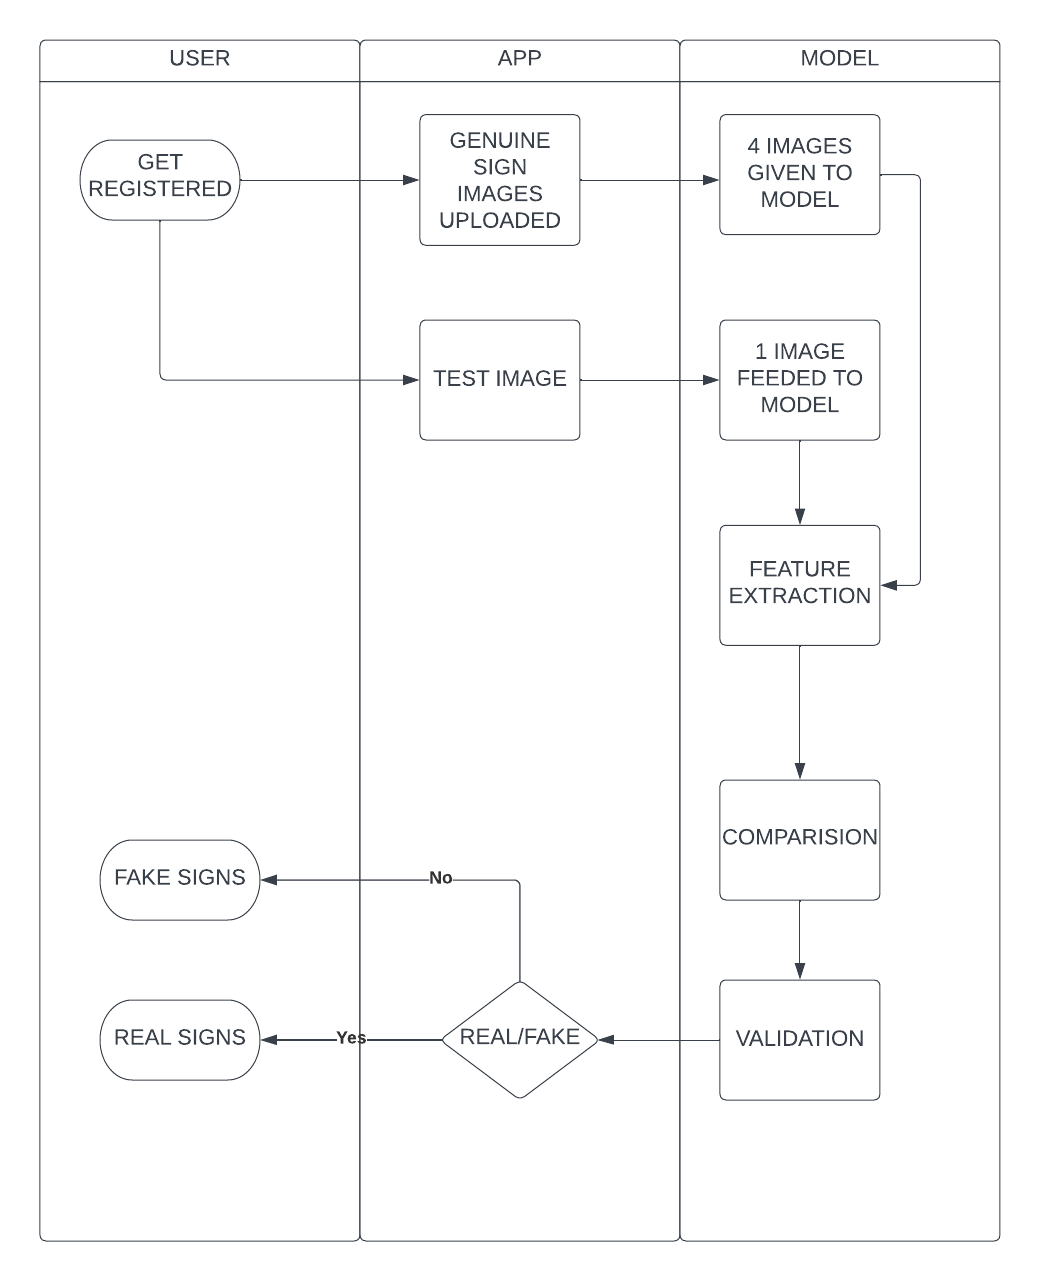 USER
APP
MODEL
GET
REGISTERED
GENUINE
SIGN
IMAGES
UPLOADED
4 IMAGES
GIVEN TO
MODEL
TEST IMAGE
1 IMAGE
FEEDED TO
MODEL
FEATURE
EXTRACTION
COMPARISION
FAKE SIGNS
No
REAL SIGNS
Yes
REAL/FAKE
VALIDATION